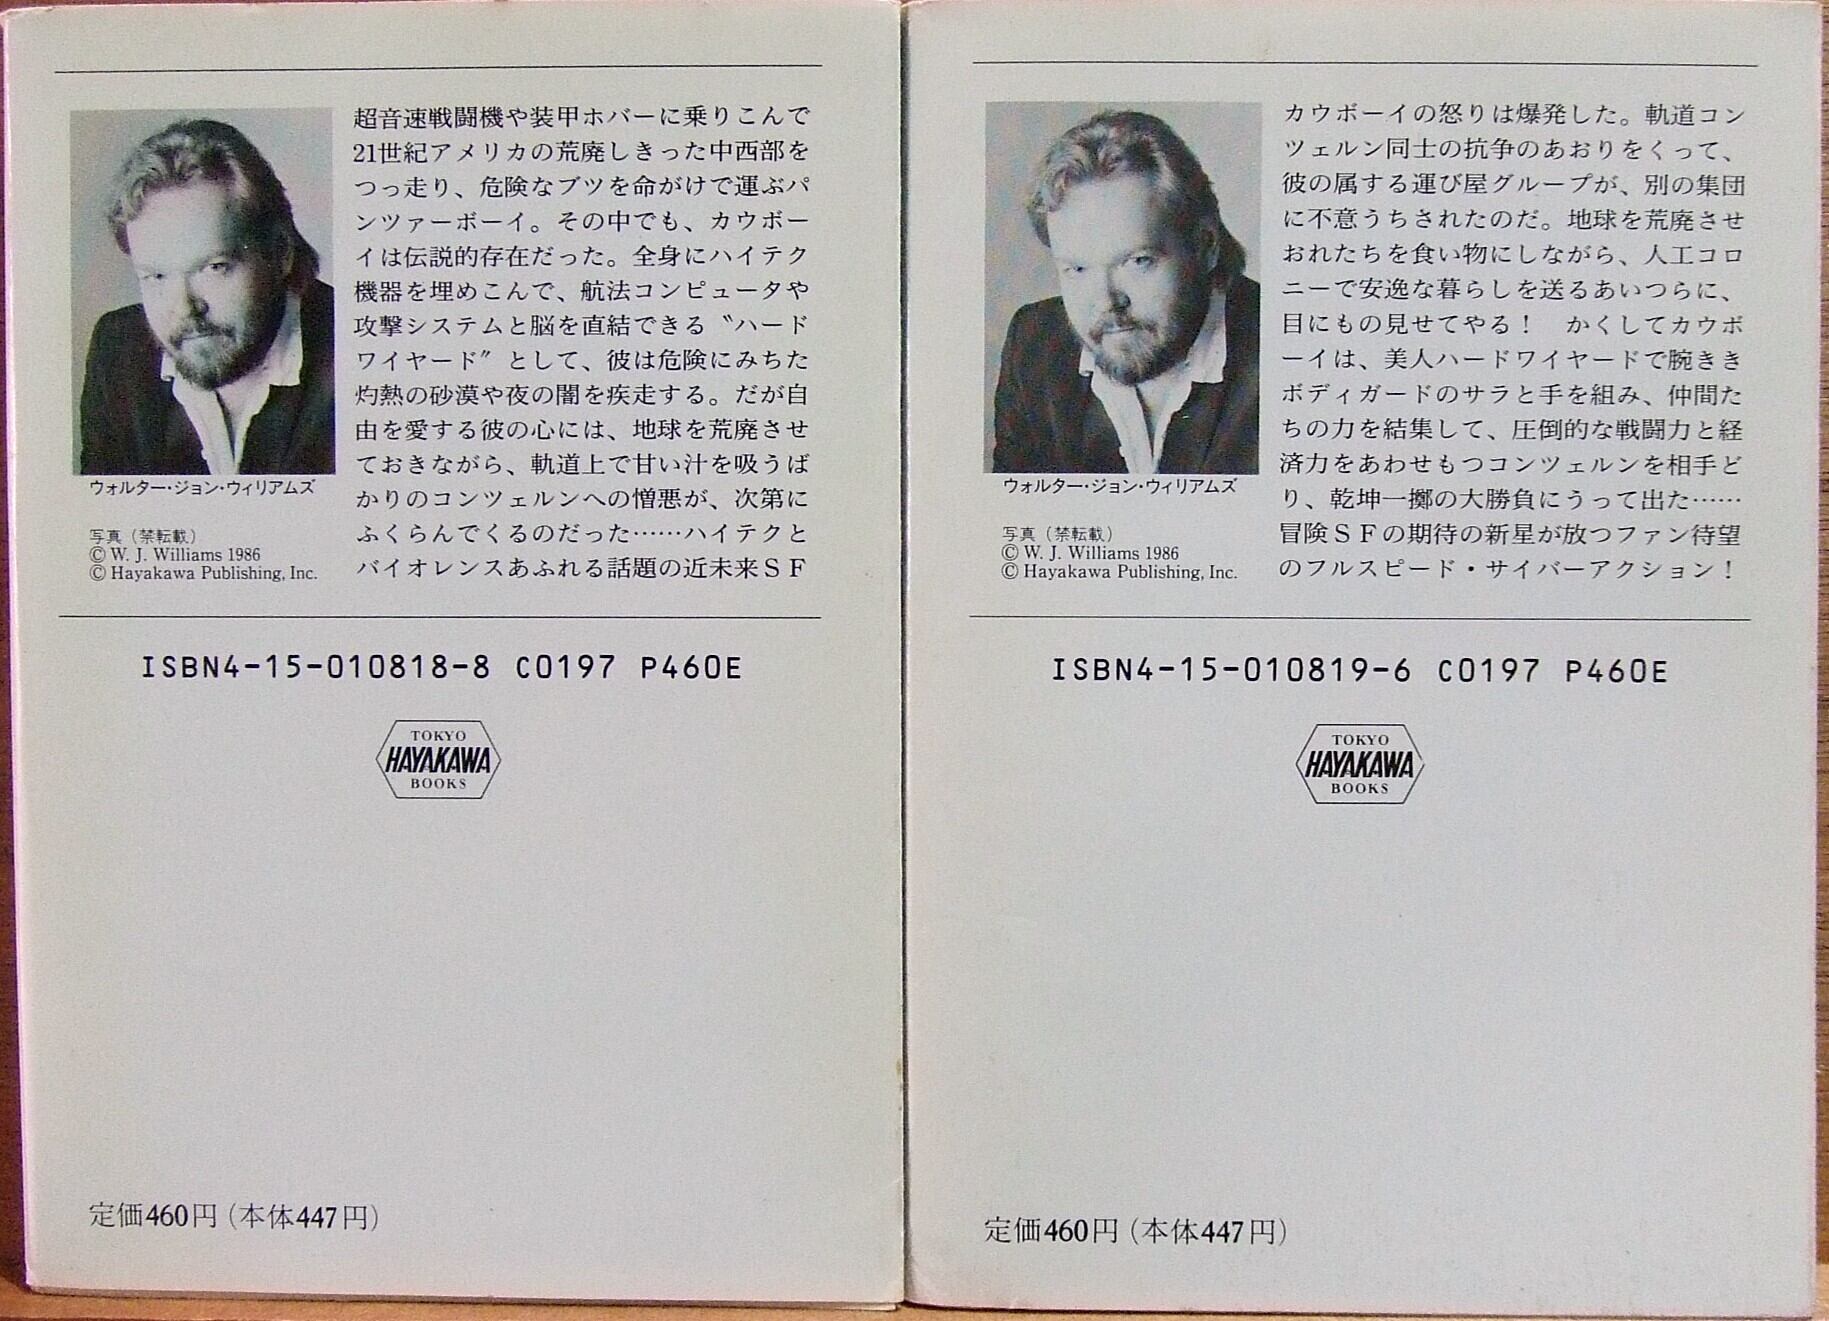 超音速戦闘機や装甲ホバーに乗りこんで
21世紀アメリカの荒廃しきった中西部を
つっ走り、危険なブツを命がけで運ぶパ
ンツァーボーイ。その中でも、カウボー
イは伝説的存在だった。全身にハイテク
機器を埋めこんで、航法コンピュータや
攻撃システムと脳を直結できる〝ハード
ワイヤード〟として、彼は危険にみちた
灼熱の砂漠や夜の闇を疾走する。だが自
由を愛する彼の心には、地球を荒廃させ
ておきながら、軌道上で甘い汁を吸うば
かりのコンツェルンへの憎悪が、次第に
ふくらんでくるのだった……ハイテクと
バイオレンスあふれる話題の近未来ＳＦ
ウォルター・ジョン・ウィリアムズ
写真（禁転載）
© W. J. Williams 1986
© Hayakawa Publishing, Inc.
ISBN4-15-010818-8 C0197 P460E
TOKYO
HAYAKAWA
BOOKS
定価460円（本体447円）
カウボーイの怒りは爆発した。軌道コン
ツェルン同士の抗争のあおりをくって、
彼の属する運び屋グループが、別の集団
に不意うちされたのだ。地球を荒廃させ
おれたちを食い物にしながら、人工コロ
ニーで安逸な暮らしを送るあいつらに、
目にもの見せてやる！　かくしてカウボ
ーイは、美人ハードワイヤードで腕きき
ボディガードのサラと手を組み、仲間た
ちの力を結集して、圧倒的な戦闘力と経
済力をあわせもつコンツェルンを相手ど
り、乾坤一擲の大勝負にうって出た……
冒険ＳＦの期待の新星が放つファン待望
のフルスピード・サイバーアクション！
ウォルター・ジョン・ウィリアムズ
写真（禁転載）
© W. J. Williams 1986
© Hayakawa Publishing, Inc.
ISBN4-15-010819-6 C0197 P460E
TOKYO
HAYAKAWA
BOOKS
定価460円（本体447円）